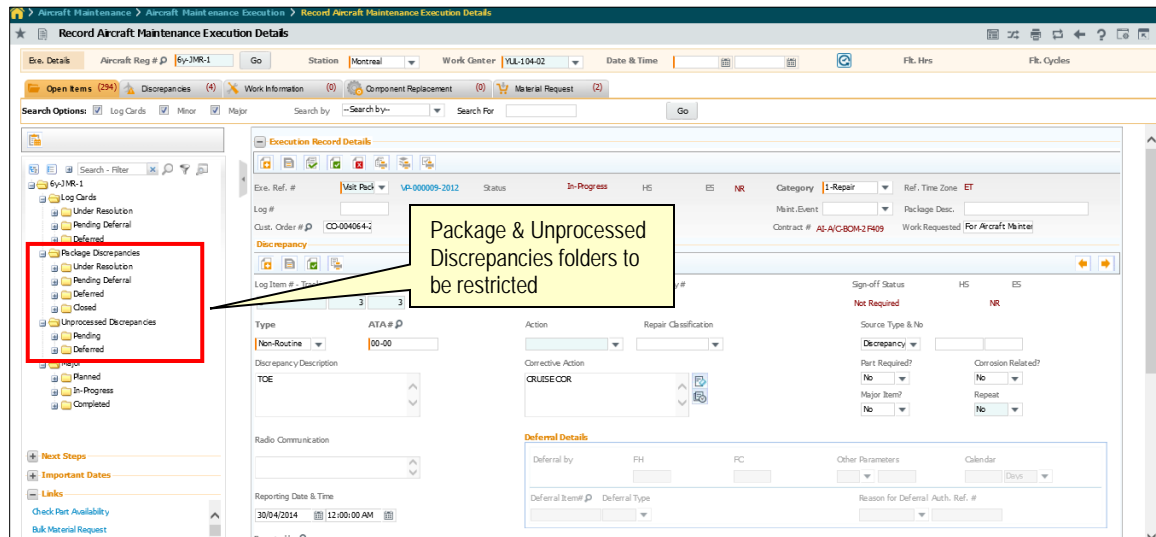 Aircraft Maintenance > Aircraft Maintenance Execution > Record Aircraft Maintenance Execution Details
Record Aircraft Maintenance Execution Details
Exe. Details Aircraft Reg # 6y-JMR-1 Go Station Montreal Work Center YUL-104-02 Date & Time Flt. Hrs Flt. Cycles
Open Items (294) Discrepancies (4) Work Information (0) Component Replacement (0) Material Request (2)
Search Options: Log Cards Minor Major Search by --Search by-- Search For Go
Execution Record Details
Search - Filter
6y-JMR-1
Log Cards
Under Resolution
Pending Deferral
Deferred
Package Discrepancies
Under Resolution
Pending Deferral
Deferred
Closed
Unprocessed Discrepancies
Pending
Deferred
Major
Planned
In-Progress
Completed
Next Steps
Important Dates
Links
Check Part Availability
Bulk Material Request
Exe. Ref. # Visit Pack VP-000009-2012 Status In-Progress HS ES NR Category 1-Repair Ref. Time Zone ET
Log # Maint.Event Package Desc.
Cust. Order # CO-004064-2 Contract # AI-A/C-BOM-2 F409 Work Requested For Aircraft Mainter
Package & Unprocessed
Discrepancies folders to
be restricted
Discrepancy
Log Item # - Track Sign-off Status HS ES
3 3 Not Required NR
Type ATA # Action Repair Classification Source Type & No
Non-Routine 00-00 Discrepancy
Discrepancy Description Corrective Action Part Required? Corrosion Related?
TOE CRUISE COR No No
Major Item? Repeat
No No
Radio Communication Deferral Details
Deferral by FH FC Other Parameters Calendar
Days
Reporting Date & Time Deferral Item# Deferral Type Reason for Deferral Auth. Ref. #
30/04/2014 12:00:00 AM